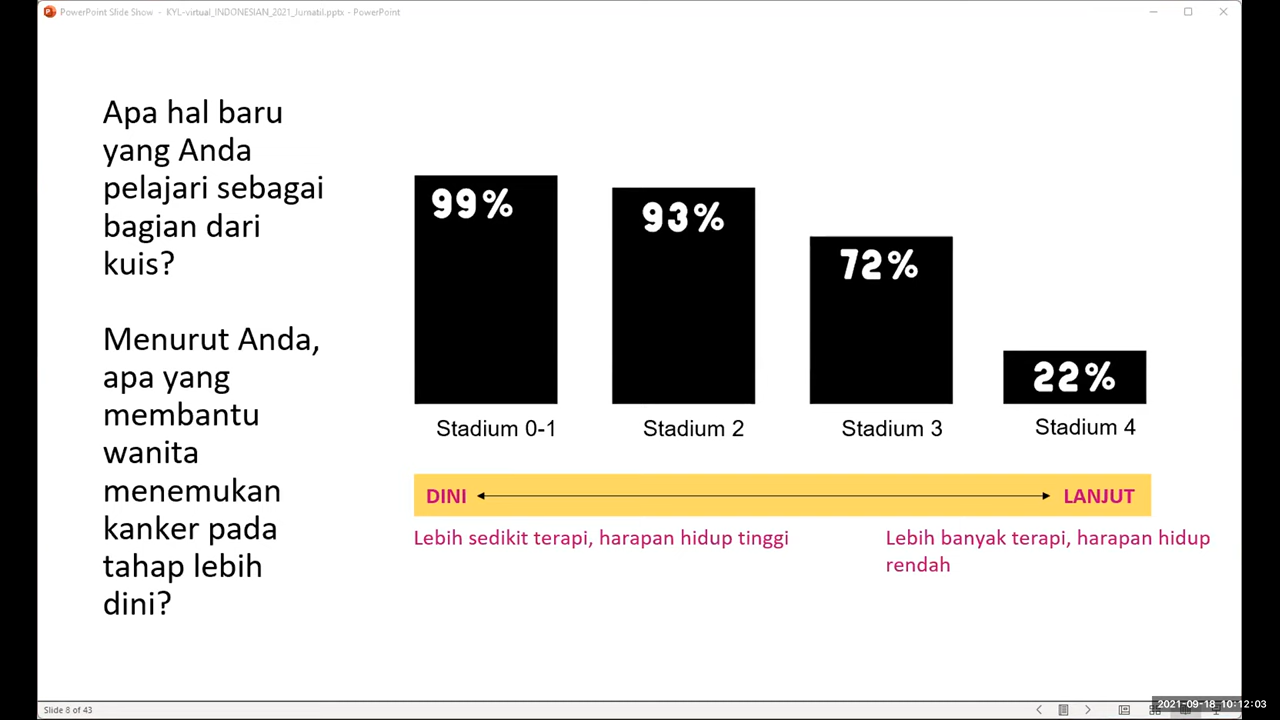 PowerPoint Slide Show - KYL-virtual_INDONESIAN_2021_Jurnatil.pptx - PowerPoint
Apa hal baru
yang Anda
pelajari sebagai
bagian dari
kuis?
Menurut Anda,
apa yang
membantu
wanita
menemukan
kanker pada
tahap lebih
dini?
99%
93%
72%
22%
Stadium 0-1
Stadium 2
Stadium 3
Stadium 4
DINI
LANJUT
Lebih sedikit terapi, harapan hidup tinggi
Lebih banyak terapi, harapan hidup
rendah
Slide 8 of 43
2021-09-18 10:12:03